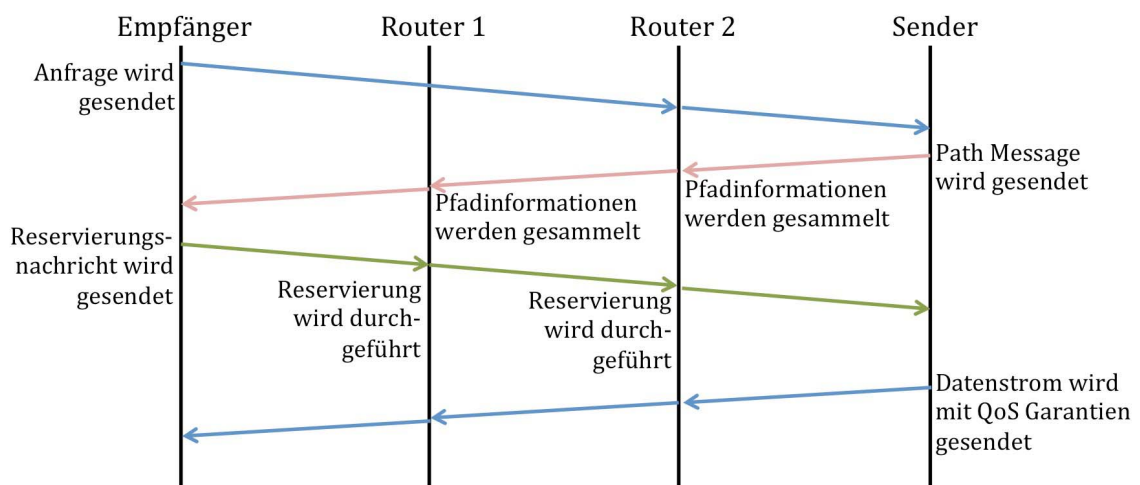 Empfänger
Router 1
Router 2
Sender
Anfrage wird
gesendet
Path Message
wird gesendet
Pfadinformationen
werden gesammelt
Pfadinformationen
werden gesammelt
Reservierungs-
nachricht wird
gesendet
Reservierung
wird durch-
geführt
Reservierung
wird durch-
geführt
Datenstrom wird
mit QoS Garantien
gesendet